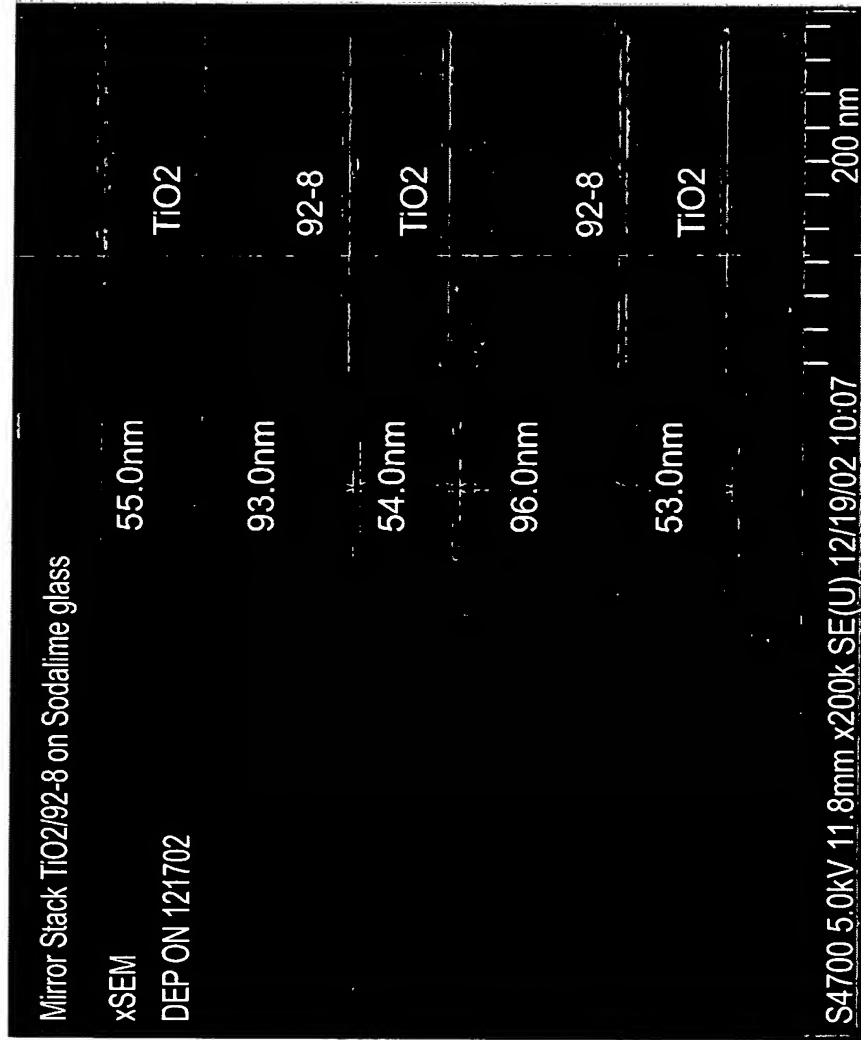 Mirror Stack TiO2/92-8 on Sodalime glass
xSEM
DEP ON 121702
55.0nm
TiO2
93.0nm
92-8
54.0nm
TiO2
96.0nm
92-8
53.0nm
TiO2
S4700 5.0kV 11.8mm x200k SE(U) 12/19/02 10:07
200 nm